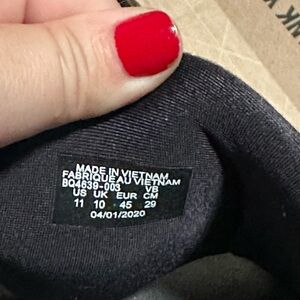 MADE IN VIETNAM
FABRIQUE AU VIETNAM
BQ4639-003 VB
US UK EUR CM
11 10 45 29
04/01/2020